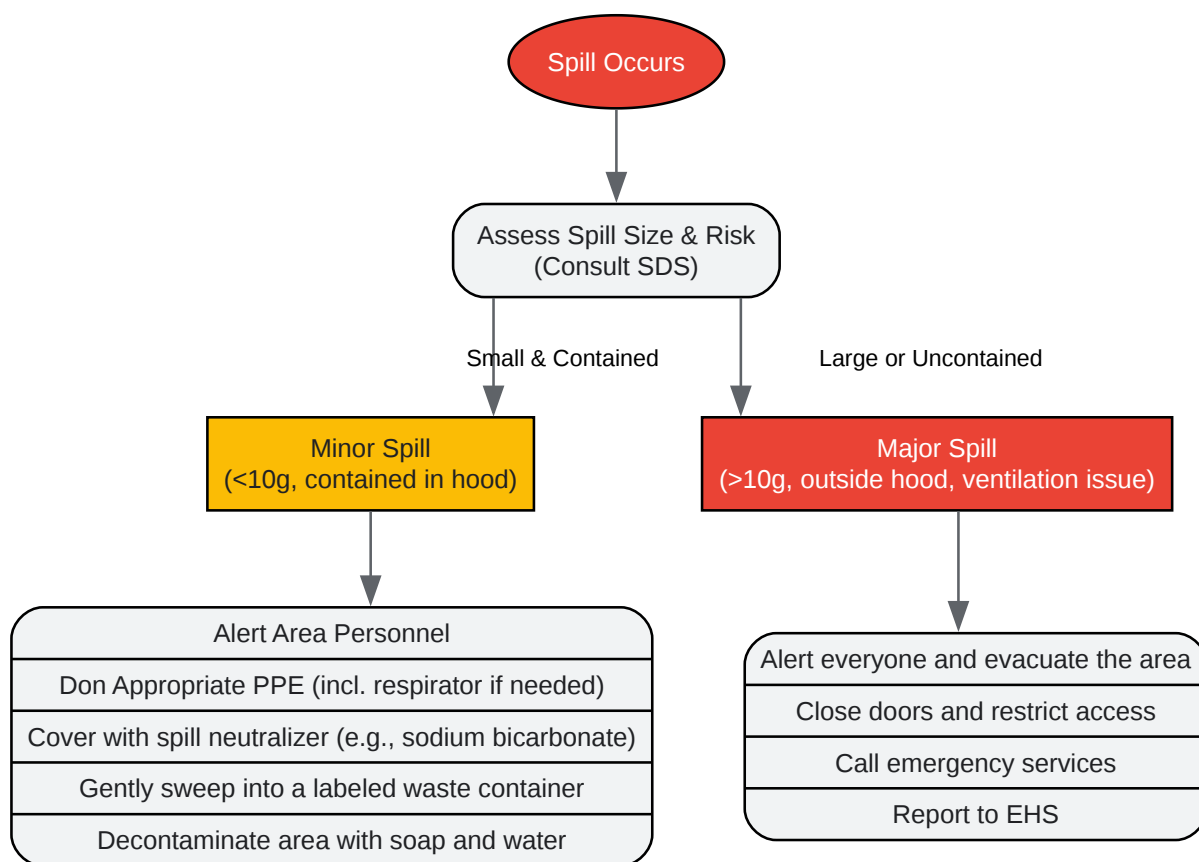 Spill Occurs
Assess Spill Size & Risk
(Consult SDS)
Small & Contained
Large or Uncontained
Minor Spill
(<10g, contained in hood)
Major Spill
(>10g, outside hood, ventilation issue)
Alert Area Personnel
Don Appropriate PPE (incl. respirator if needed)
Cover with spill neutralizer (e.g., sodium bicarbonate)
Gently sweep into a labeled waste container
Decontaminate area with soap and water
Alert everyone and evacuate the area
Close doors and restrict access
Call emergency services
Report to EHS